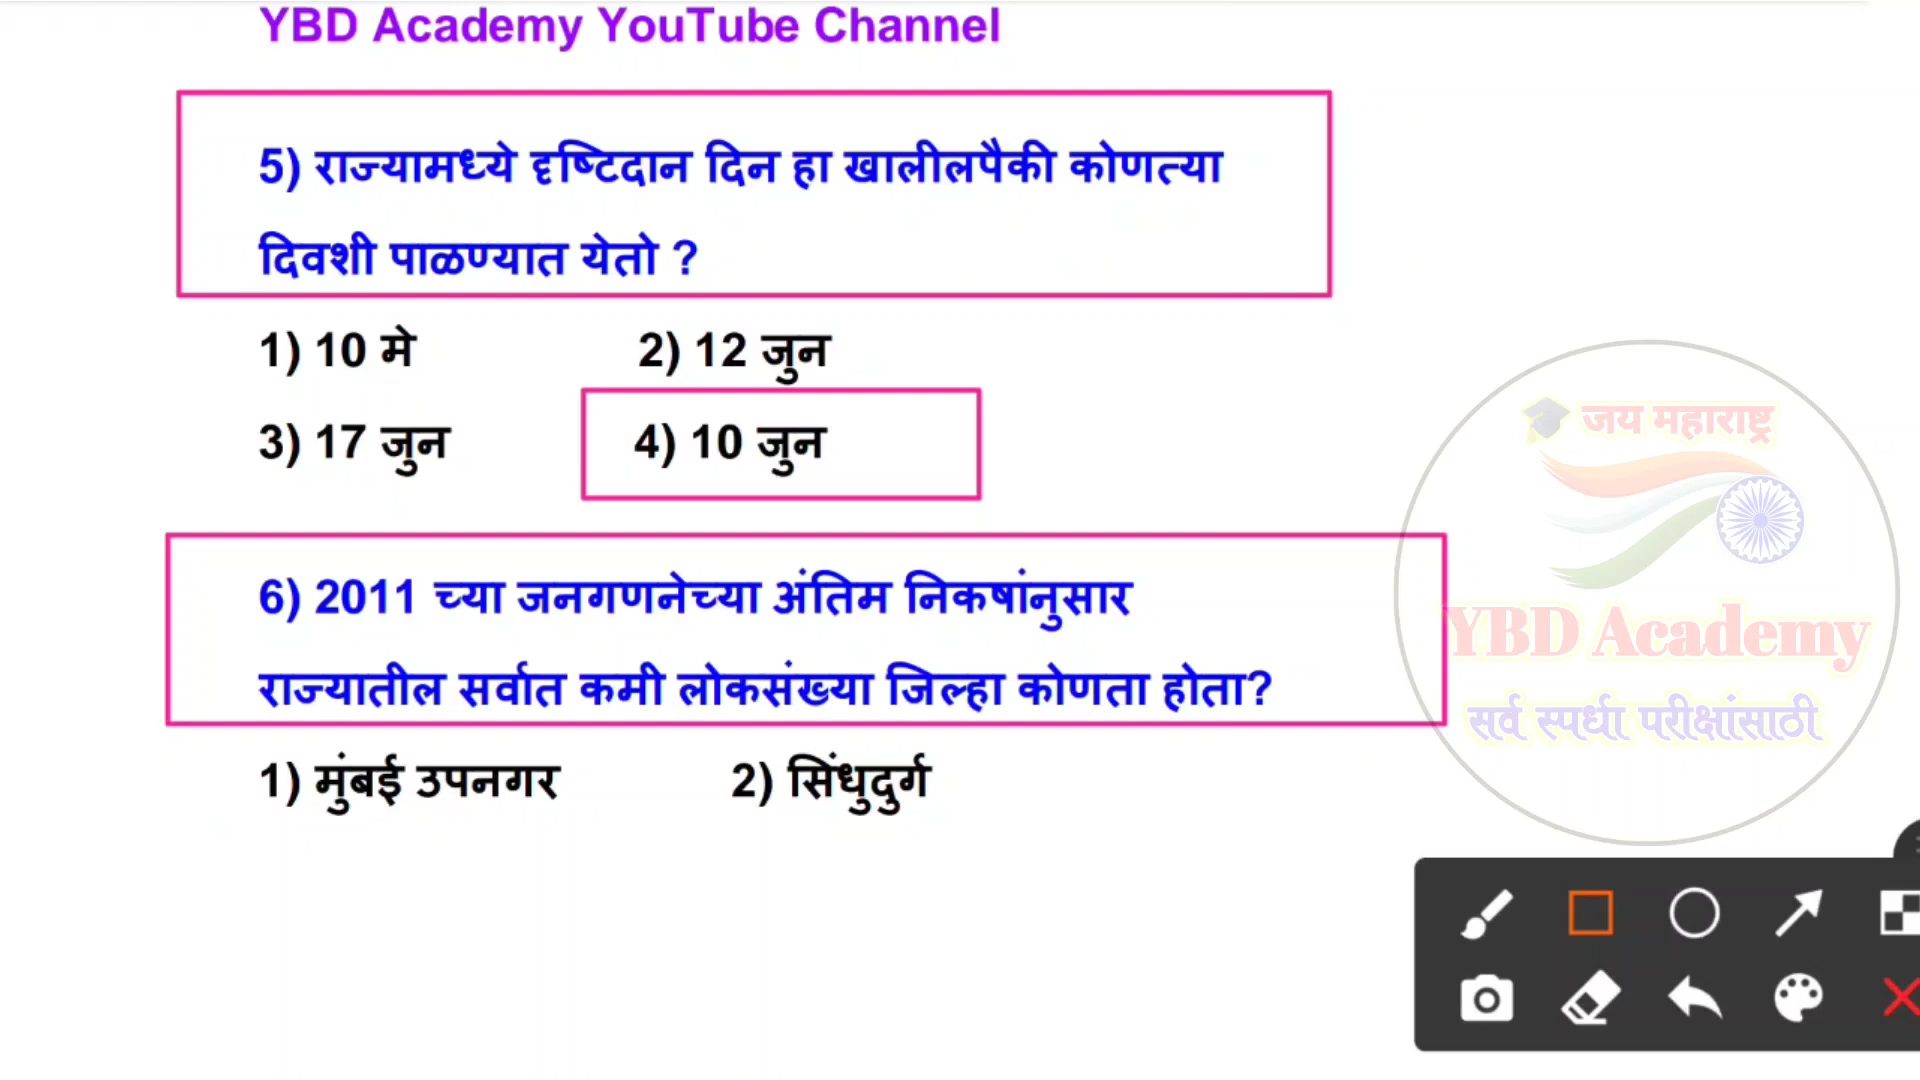 YBD Academy YouTube Channel
5) राज्यामध्ये दृष्टिदान दिन हा खालीलपैकी कोणत्या
दिवशी पाळण्यात येतो ?
1) 10 मे 2) 12 जुन
3) 17 जुन 4) 10 जुन
6) 2011 च्या जनगणनेच्या अंतिम निकषांनुसार
राज्यातील सर्वात कमी लोकसंख्या जिल्हा कोणता होता?
1) मुंबई उपनगर 2) सिंधुदुर्ग
जय महाराष्ट्र
YBD Academy
सर्व स्पर्धा परीक्षांसाठी